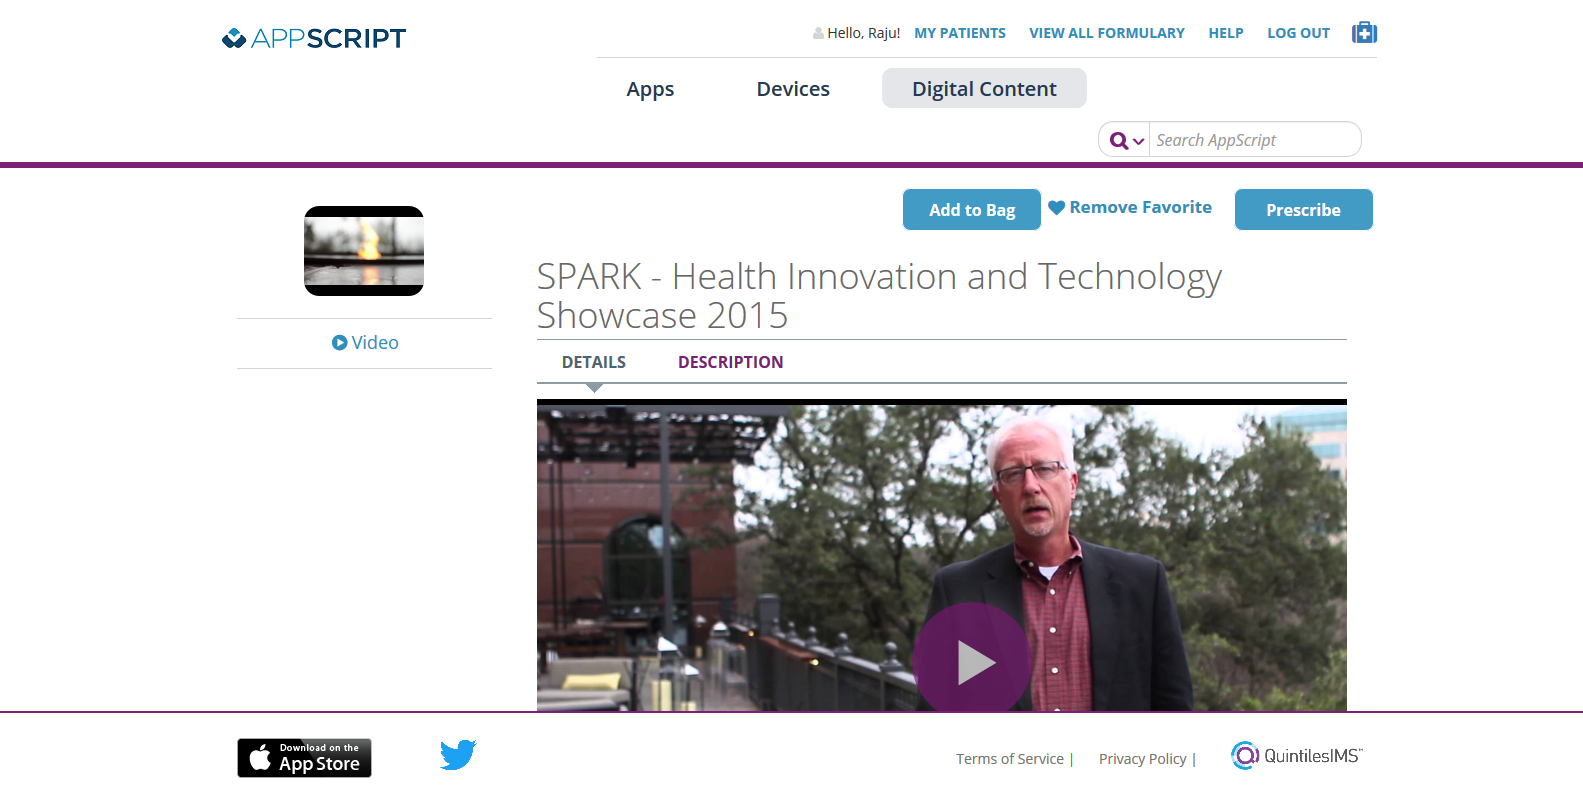 APPSCRIPT
Hello, Raju! MY PATIENTS VIEW ALL FORMULARY HELP LOG OUT
Apps Devices Digital Content
Search AppScript
Add to Bag Remove Favorite Prescribe
SPARK - Health Innovation and Technology
Showcase 2015
Video
DETAILS DESCRIPTION
Download on the
App Store
Terms of Service | Privacy Policy |
QuintilesIMS™